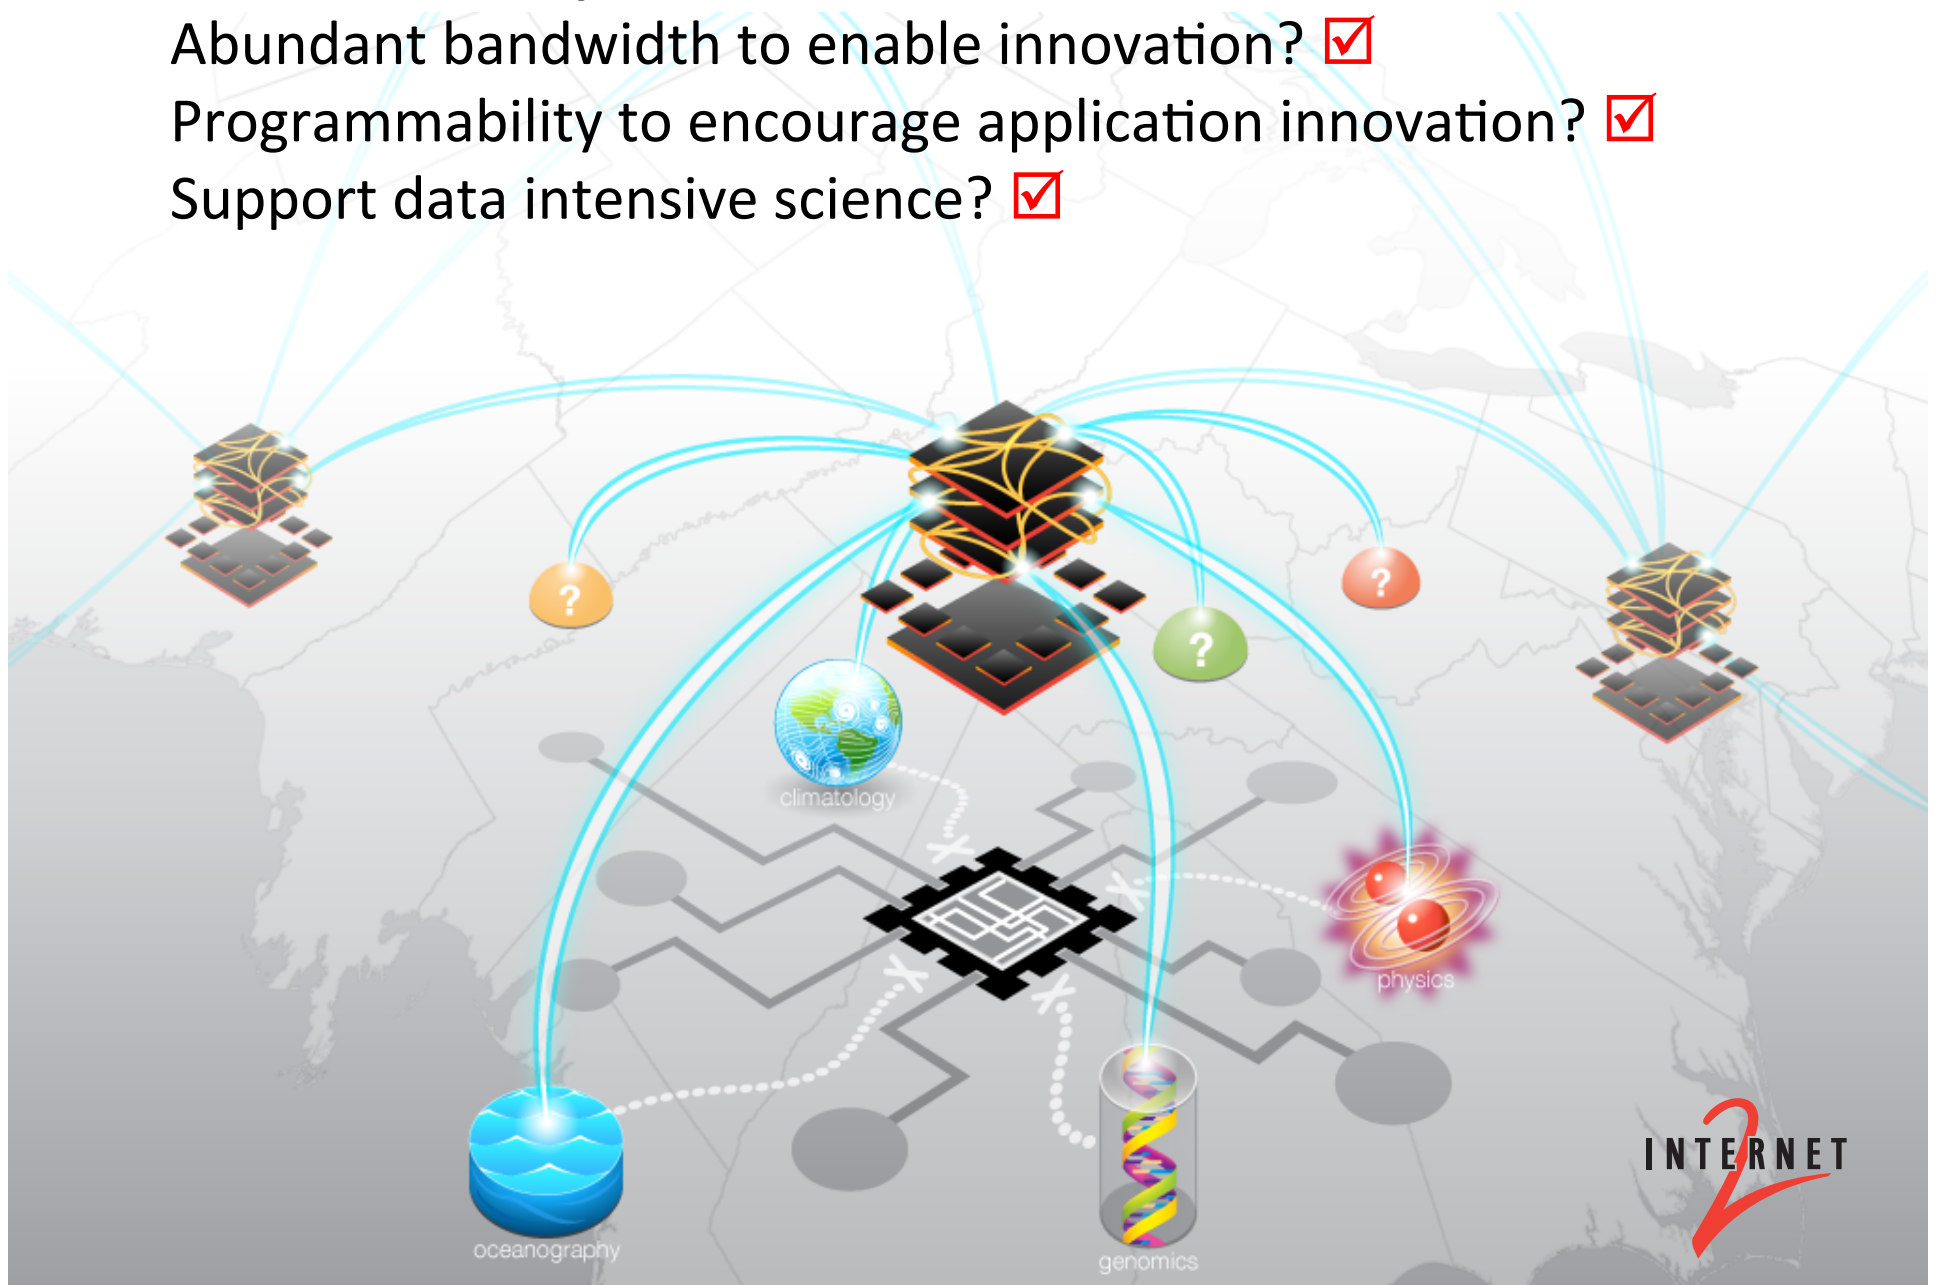 Abundant bandwidth to enable innovation? ☑
Programmability to encourage application innovation? ☑
Support data intensive science? ☑
?
?
?
climatology
physics
INTERNET
2
oceanography
genomics